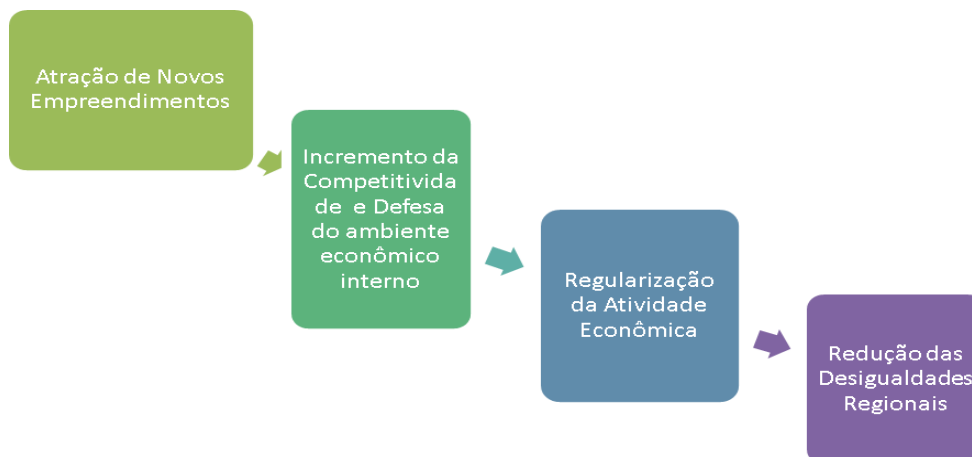 Atração de Novos
Empreendimentos
Incremento da
Competitivida
de e Defesa
do ambiente
econômico
interno
Regularização
da Atividade
Econômica
Redução das
Desigualdades
Regionais